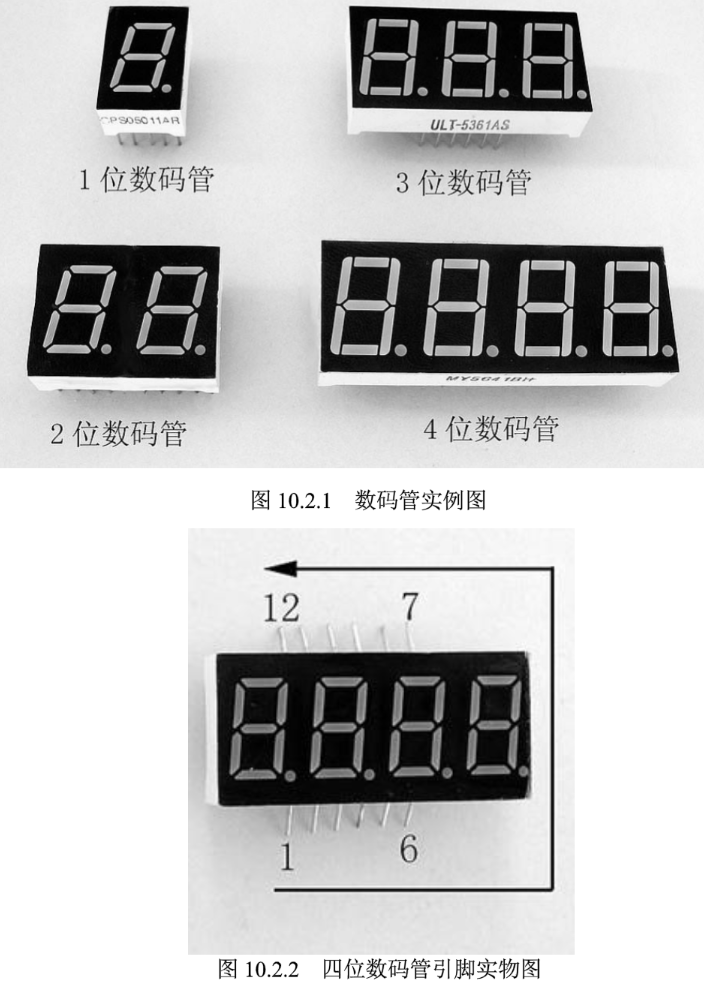 CPS05011AR
ULT-5361AS
1 位数码管
3 位数码管
2 位数码管
4 位数码管
图 10.2.1 数码管实例图
12
7
1
6
图 10.2.2 四位数码管引脚实物图